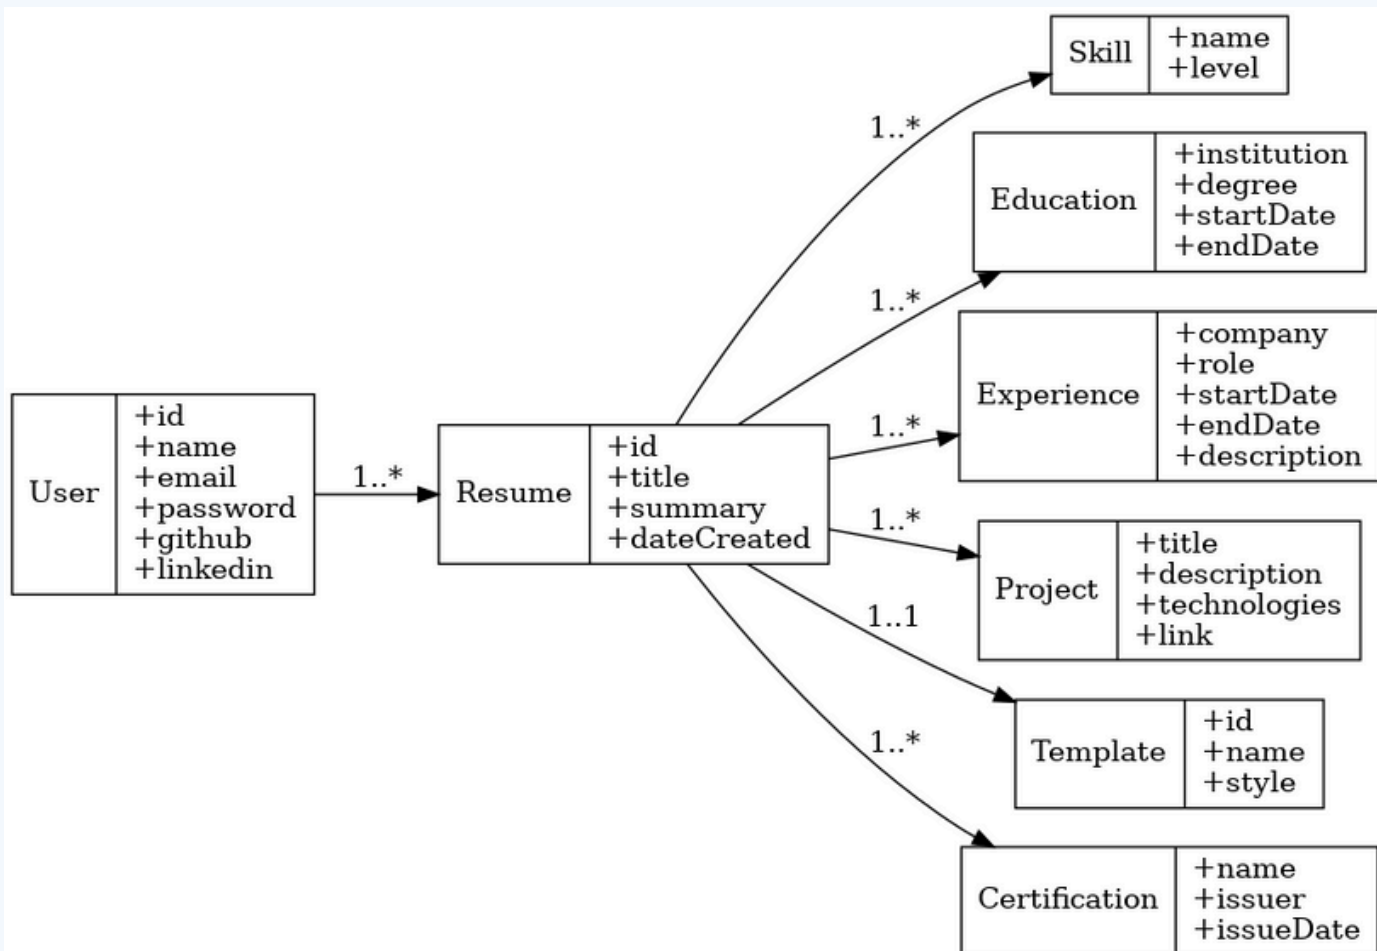 Skill
+name
+level
1..*
Education
+institution
+degree
+startDate
+endDate
1..*
Experience
+company
+role
+startDate
+endDate
+description
1..*
User
+id
+name
+email
+password
+github
+linkedin
1..*
Resume
+id
+title
+summary
+dateCreated
1..*
Project
+title
+description
+technologies
+link
1..1
Template
+id
+name
+style
1..*
Certification
+name
+issuer
+issueDate